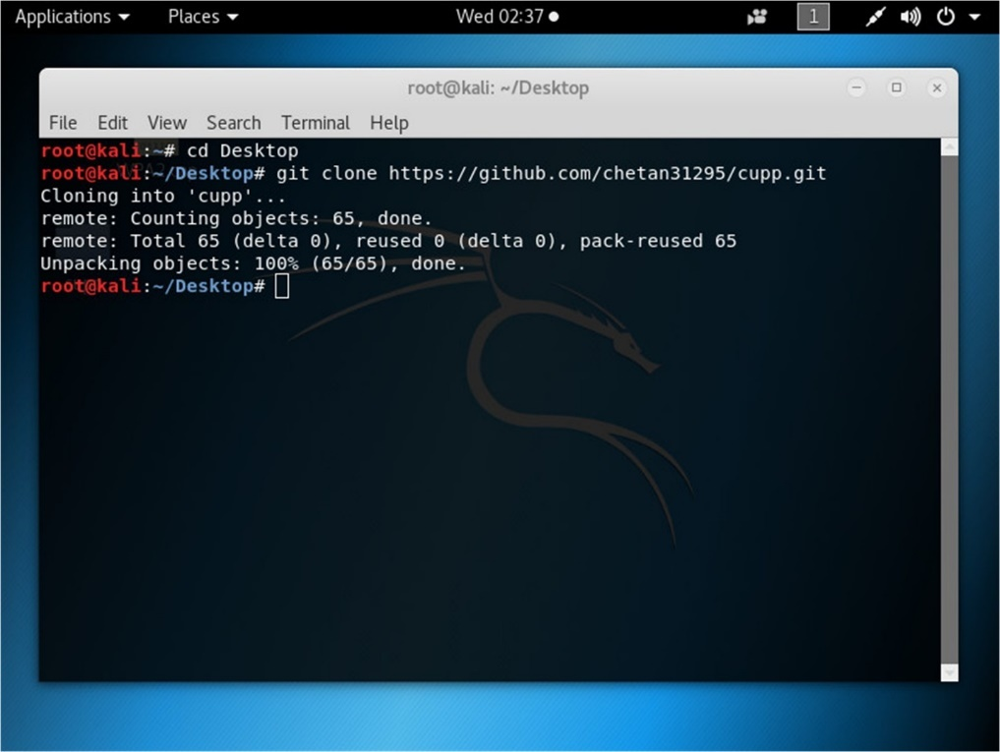 Applications Places Wed 02:37 1
root@kali: ~/Desktop
File Edit View Search Terminal Help
root@kali:~# cd Desktop
root@kali:~/Desktop# git clone https://github.com/chetan31295/cupp.git
Cloning into 'cupp'...
remote: Counting objects: 65, done.
remote: Total 65 (delta 0), reused 0 (delta 0), pack-reused 65
Unpacking objects: 100% (65/65), done.
root@kali:~/Desktop#